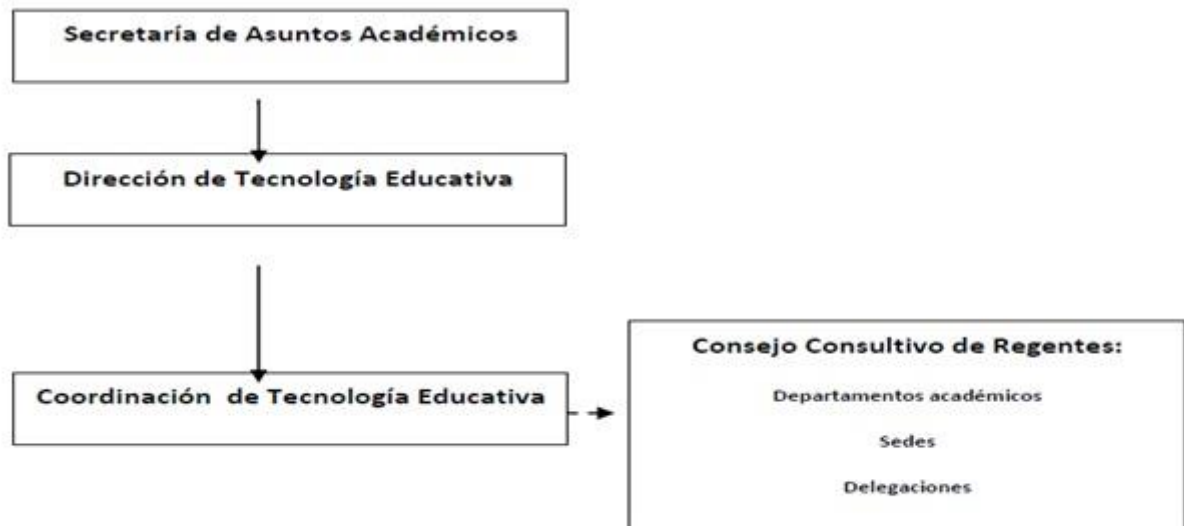 Secretaría de Asuntos Académicos
Dirección de Tecnología Educativa
Coordinación de Tecnología Educativa
Consejo Consultivo de Regentes:
Departamentos académicos
Sedes
Delegaciones